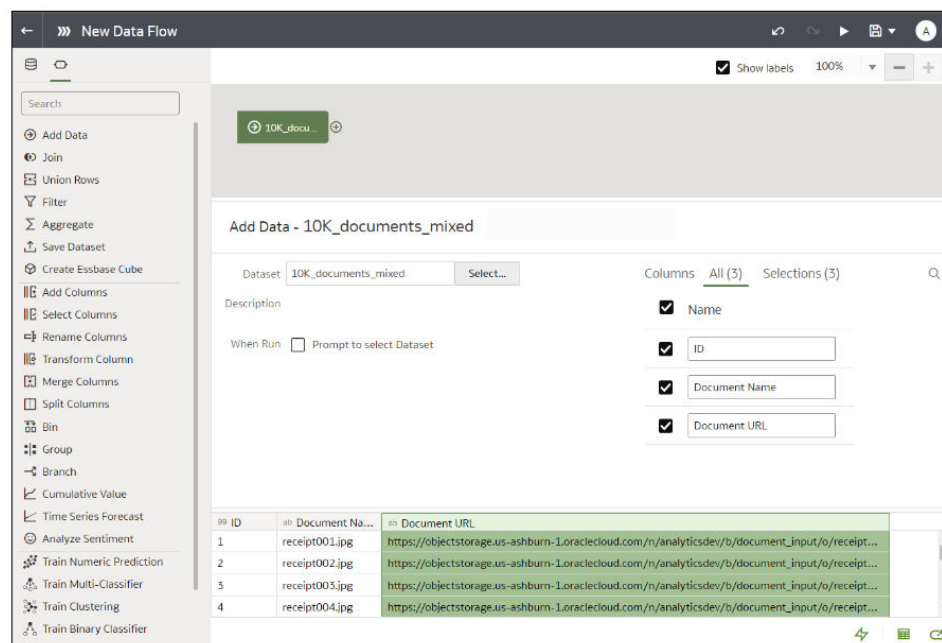 New Data Flow
A
Show labels
100%
Search
Add Data
Join
Union Rows
Filter
Aggregate
Save Dataset
Create Essbase Cube
Add Columns
Select Columns
Rename Columns
Transform Column
Merge Columns
Split Columns
Bin
Group
Branch
Cumulative Value
Time Series Forecast
Analyze Sentiment
Train Numeric Prediction
Train Multi-Classifier
Train Clustering
Train Binary Classifier
10K_docu...
Add Data - 10K_documents_mixed
Dataset 10K_documents_mixed Select...
Description
When Run Prompt to select Dataset
Columns All (3) Selections (3)
Name
ID
Document Name
Document URL
99 ID ab Document Na... ab Document URL
1 receipt001.jpg https://objectstorage.us-ashburn-1.oraclecloud.com/n/analyticsdev/b/document_input/o/receipt...
2 receipt002.jpg https://objectstorage.us-ashburn-1.oraclecloud.com/n/analyticsdev/b/document_input/o/receipt...
3 receipt003.jpg https://objectstorage.us-ashburn-1.oraclecloud.com/n/analyticsdev/b/document_input/o/receipt...
4 receipt004.jpg https://objectstorage.us-ashburn-1.oraclecloud.com/n/analyticsdev/b/document_input/o/receipt...